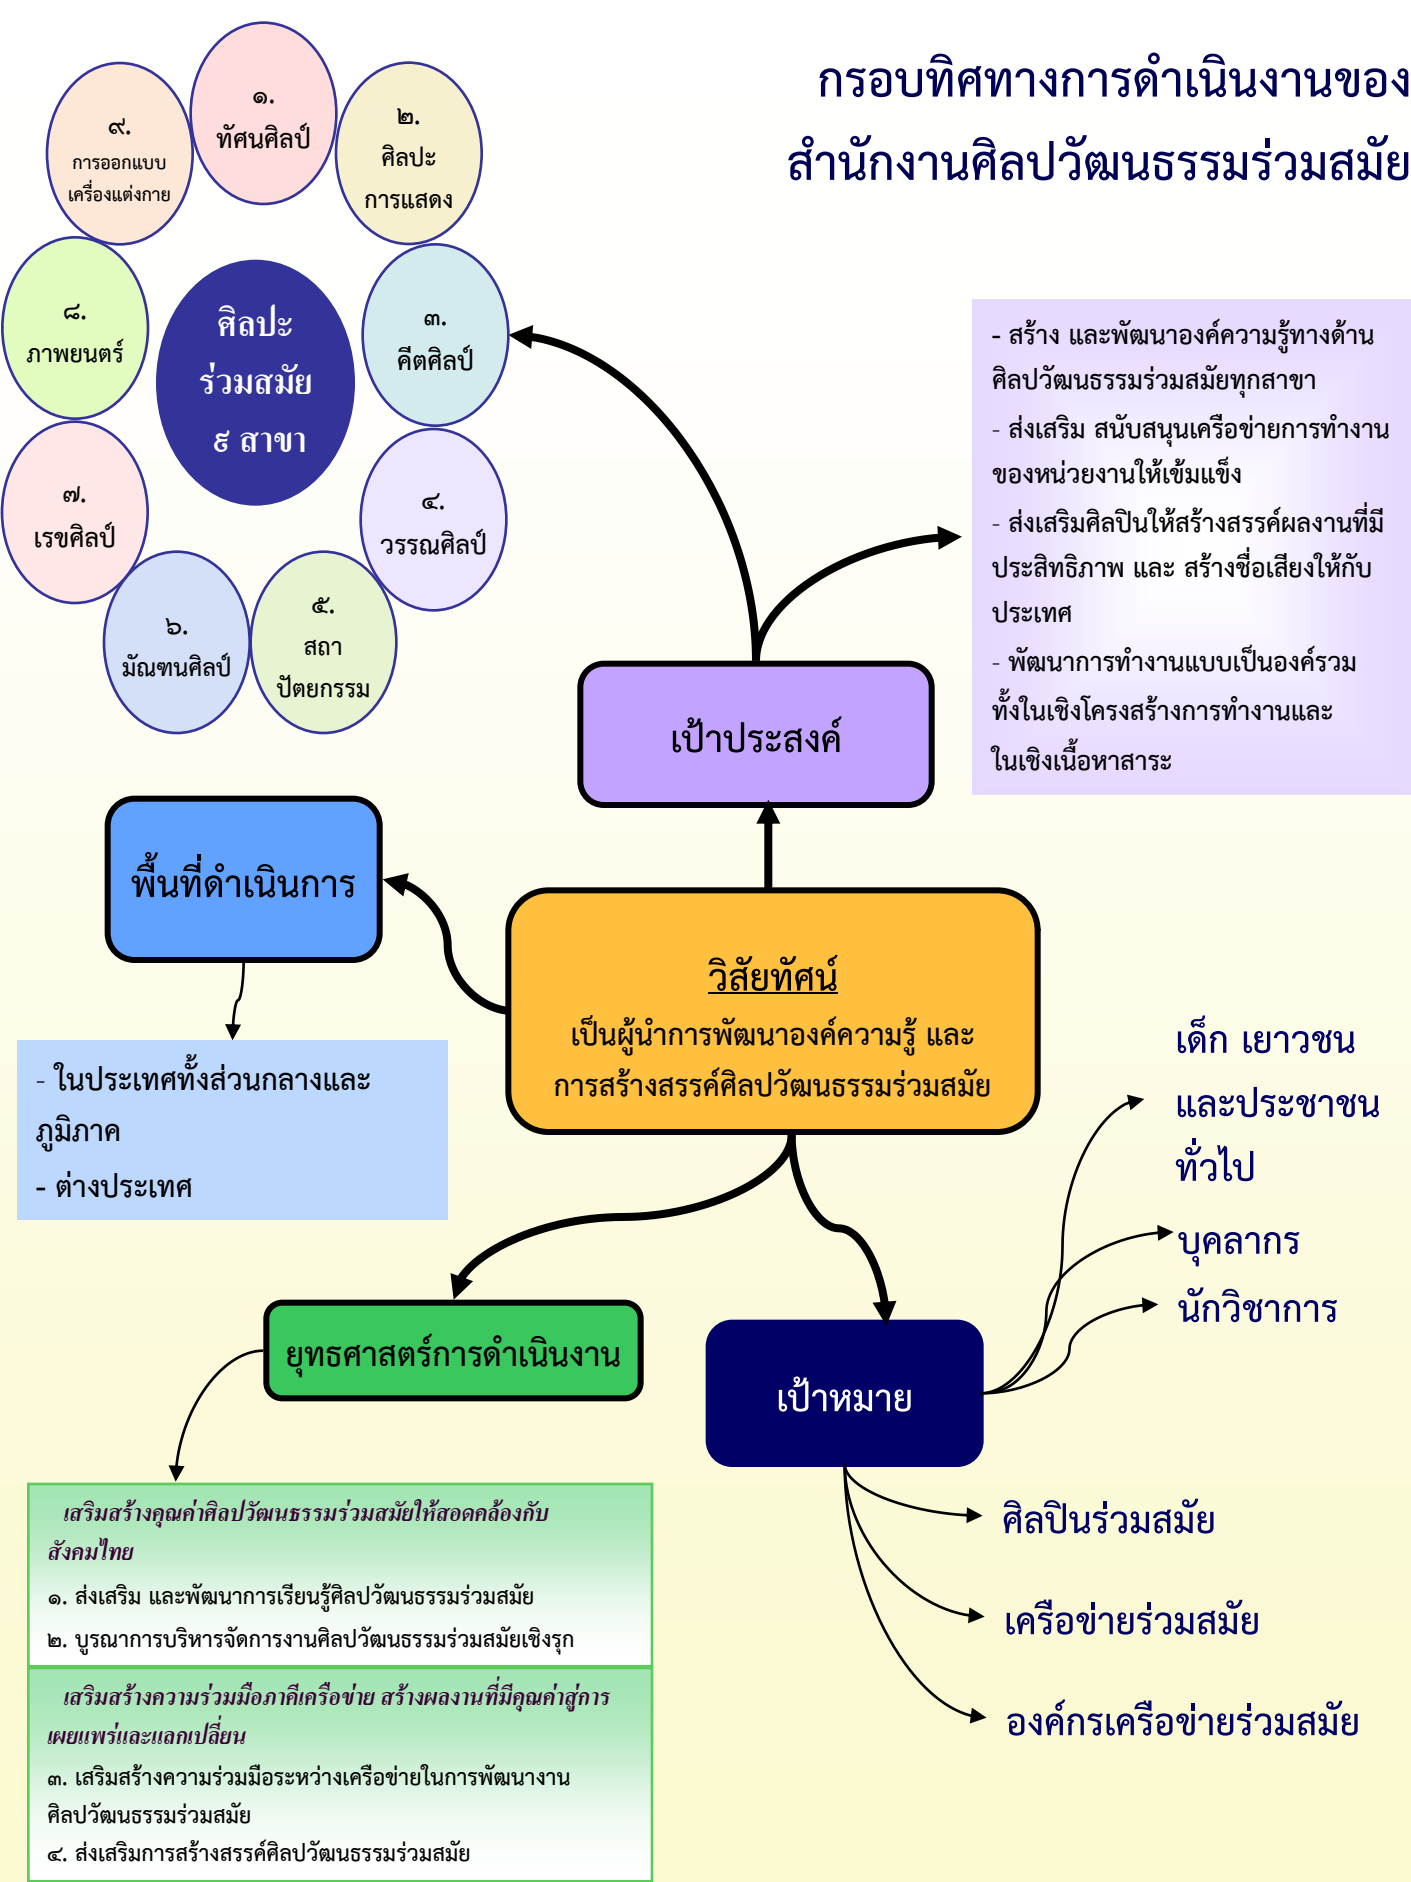 กรอบทิศทางการดำเนินงานของ
สำนักงานศิลปวัฒนธรรมร่วมสมัย
๑.
ทัศนศิลป์
๒.
ศิลปะ
การแสดง
๓.
คีตศิลป์
๔.
วรรณศิลป์
๕.
สถา
ปัตยกรรม
๖.
มัณฑนศิลป์
๗.
เรขศิลป์
๘.
ภาพยนตร์
๙.
การออกแบบ
เครื่องแต่งกาย
ศิลปะ
ร่วมสมัย
๙ สาขา
- สร้าง และพัฒนาองค์ความรู้ทางด้าน
ศิลปวัฒนธรรมร่วมสมัยทุกสาขา
- ส่งเสริม สนับสนุนเครือข่ายการทำงาน
ของหน่วยงานให้เข้มแข็ง
- ส่งเสริมศิลปินให้สร้างสรรค์ผลงานที่มี
ประสิทธิภาพ และ สร้างชื่อเสียงให้กับ
ประเทศ
- พัฒนาการทำงานแบบเป็นองค์รวม
ทั้งในเชิงโครงสร้างการทำงานและ
ในเชิงเนื้อหาสาระ
เป้าประสงค์
พื้นที่ดำเนินการ
วิสัยทัศน์
เป็นผู้นำการพัฒนาองค์ความรู้ และ
การสร้างสรรค์ศิลปวัฒนธรรมร่วมสมัย
- ในประเทศทั้งส่วนกลางและ
ภูมิภาค
- ต่างประเทศ
เด็ก เยาวชน
และประชาชน
ทั่วไป
บุคลากร
นักวิชาการ
ยุทธศาสตร์การดำเนินงาน
เป้าหมาย
ศิลปินร่วมสมัย
เครือข่ายร่วมสมัย
องค์กรเครือข่ายร่วมสมัย
เสริมสร้างคุณค่าศิลปวัฒนธรรมร่วมสมัยให้สอดคล้องกับ
สังคมไทย
๑. ส่งเสริม และพัฒนาการเรียนรู้ศิลปวัฒนธรรมร่วมสมัย
๒. บูรณาการบริหารจัดการงานศิลปวัฒนธรรมร่วมสมัยเชิงรุก
เสริมสร้างความร่วมมือภาคีเครือข่าย สร้างผลงานที่มีคุณค่าสู่การ
เผยแพร่และแลกเปลี่ยน
๓. เสริมสร้างความร่วมมือระหว่างเครือข่ายในการพัฒนางาน
ศิลปวัฒนธรรมร่วมสมัย
๔. ส่งเสริมการสร้างสรรค์ศิลปวัฒนธรรมร่วมสมัย